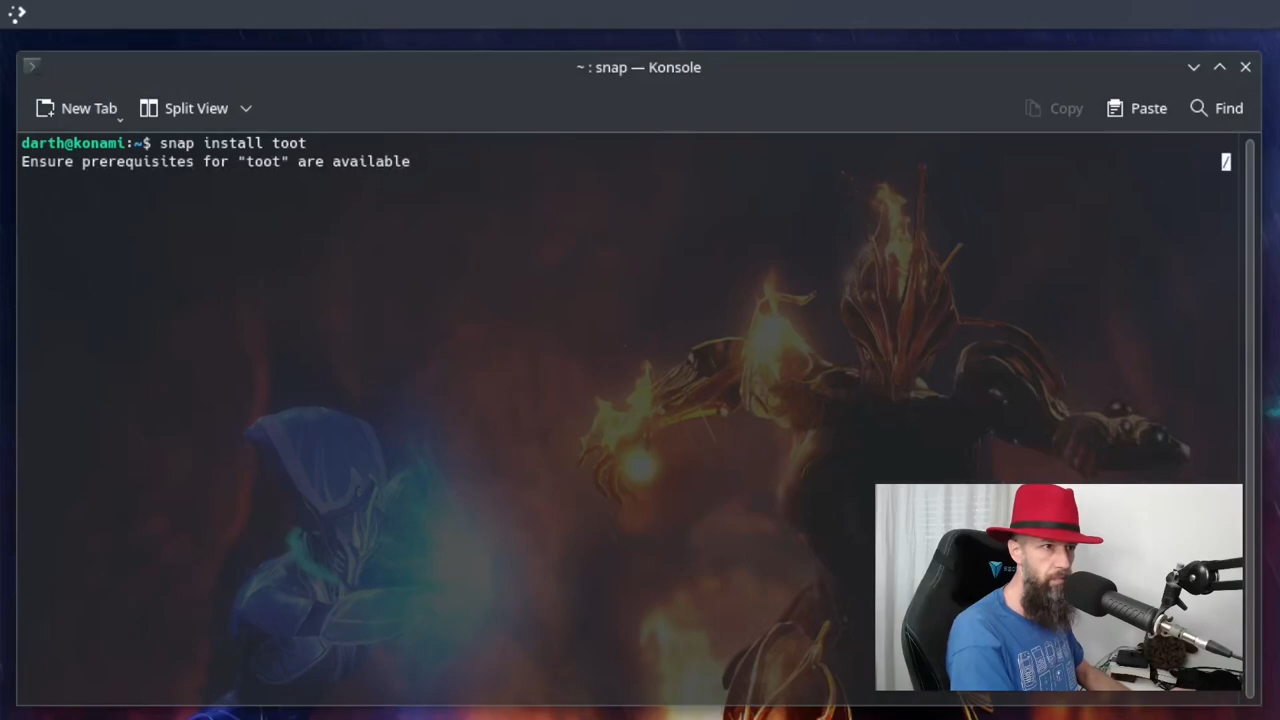 ~ : snap — Konsole
New Tab
Split View
Copy
Paste
Find
darth@konami:~$ snap install toot
Ensure prerequisites for "toot" are available /